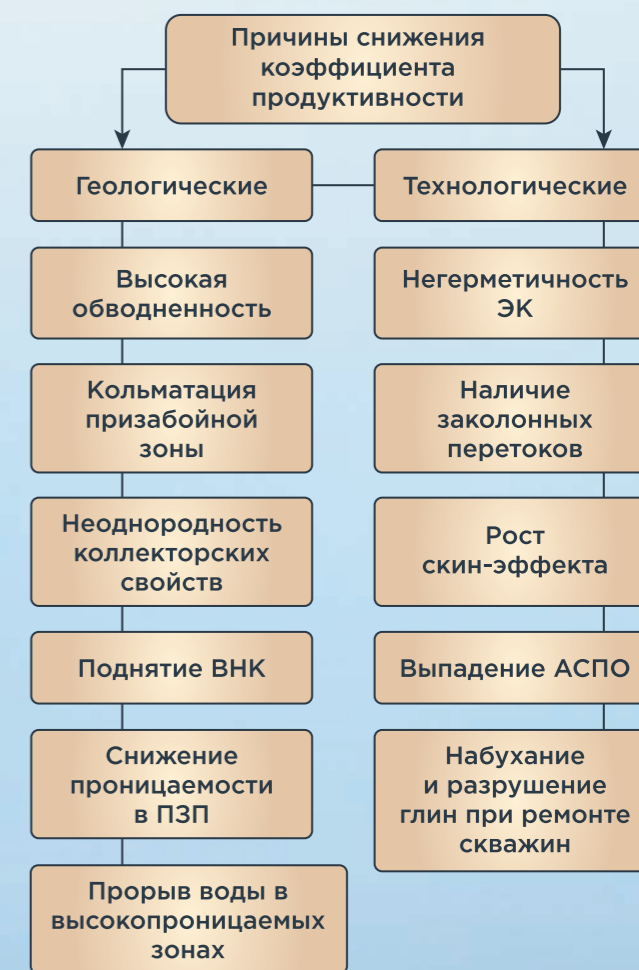 Причины снижения
коэффициента
продуктивности
Геологические
Технологические
Высокая
обводненность
Негерметичность
ЭК
Кольматация
призабойной
зоны
Наличие
заколонных
перетоков
Неоднородность
коллекторских
свойств
Рост
скин-эффекта
Поднятие ВНК
Выпадение АСПО
Снижение
проницаемости
в ПЗП
Набухание
и разрушение
глин при ремонте
скважин
Прорыв воды в
высокопроницаемых
зонах